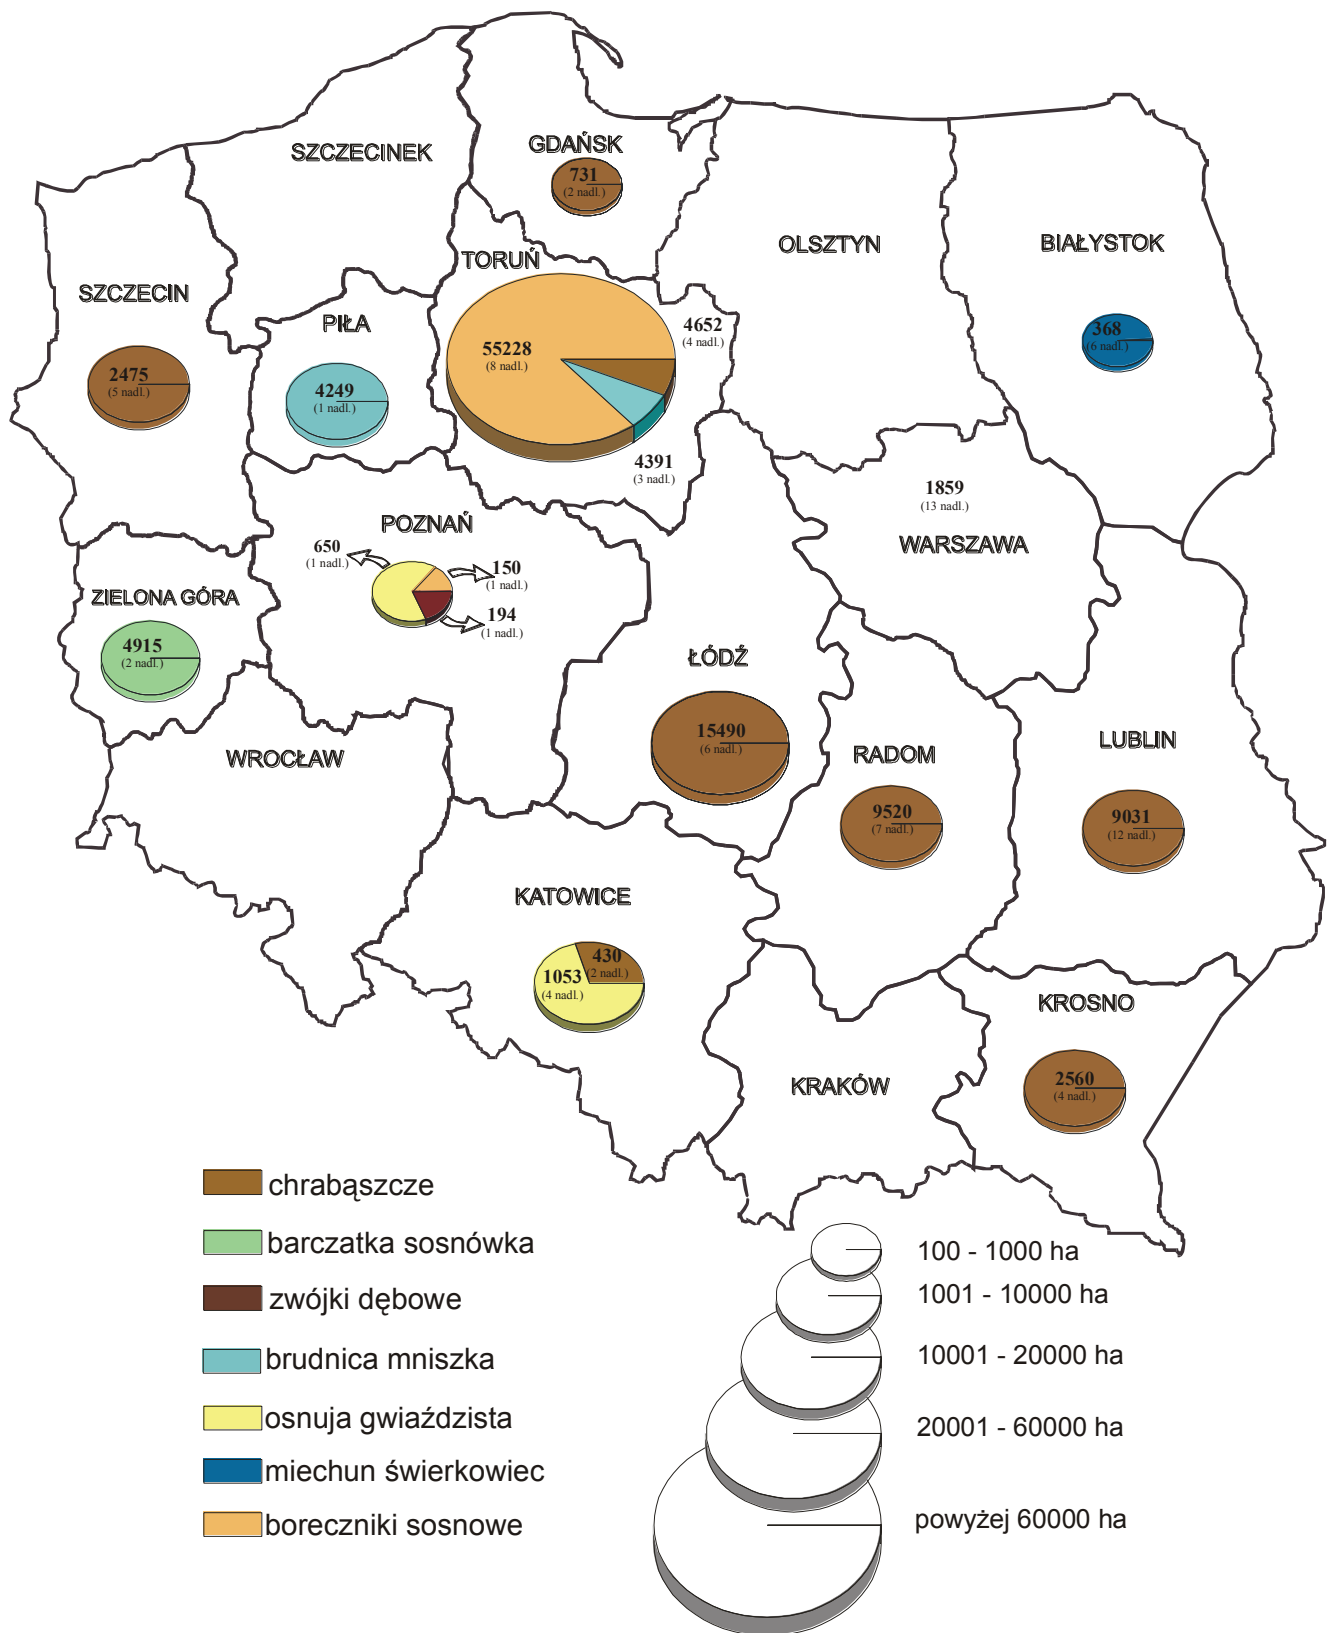 SZCZECINEK
GDAŃSK
731
(2 nadl.)
OLSZTYN
BIAŁYSTOK
368
(6 nadl.)
SZCZECIN
2475
(5 nadl.)
PIŁA
4249
(1 nadl.)
TORUŃ
55228
(8 nadl.)
4652
(4 nadl.)
4391
(3 nadl.)
1859
(13 nadl.)
WARSZAWA
POZNAŃ
650
(1 nadl.)
150
(1 nadl.)
194
(1 nadl.)
ZIELONA GÓRA
4915
(2 nadl.)
ŁÓDŹ
15490
(6 nadl.)
WROCŁAW
RADOM
9520
(7 nadl.)
LUBLIN
9031
(12 nadl.)
KATOWICE
430
(2 nadl.)
1053
(4 nadl.)
KROSNO
2560
(4 nadl.)
KRAKÓW
chrabąszcze
barczatka sosnówka
zwójki dębowe
brudnica mniszka
osnuja gwiaździsta
miechun świerkowiec
boreczniki sosnowe
100 - 1000 ha
1001 - 10000 ha
10001 - 20000 ha
20001 - 60000 ha
powyżej 60000 ha